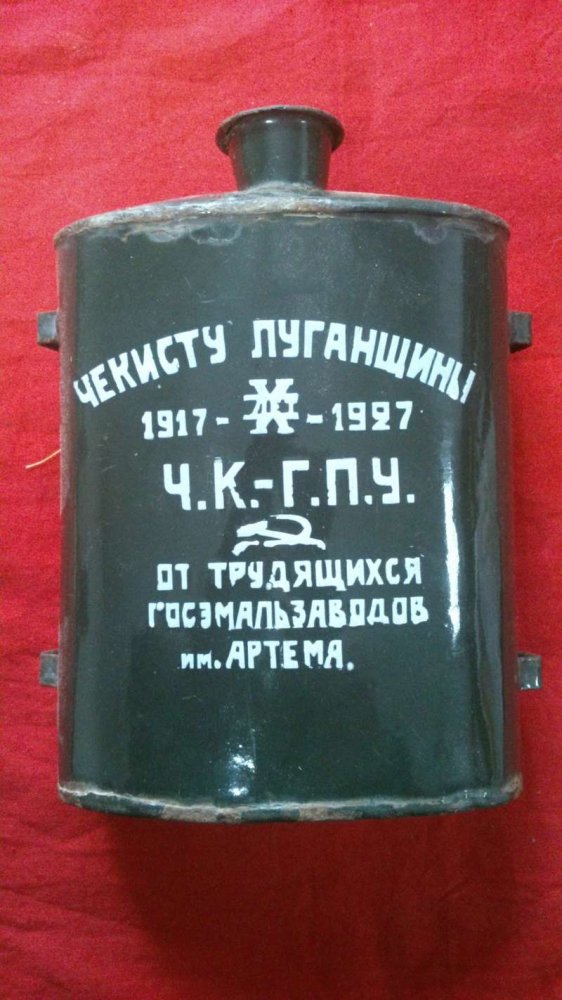 ЧЕКИСТУ ЛУГАНЩИНЫ
1917 - X - 1927
Ч.К.-Г.П.У.
ОТ ТРУДЯЩИХСЯ
ГОСЭМАЛЬЗАВОДОВ
им. АРТЕМА.